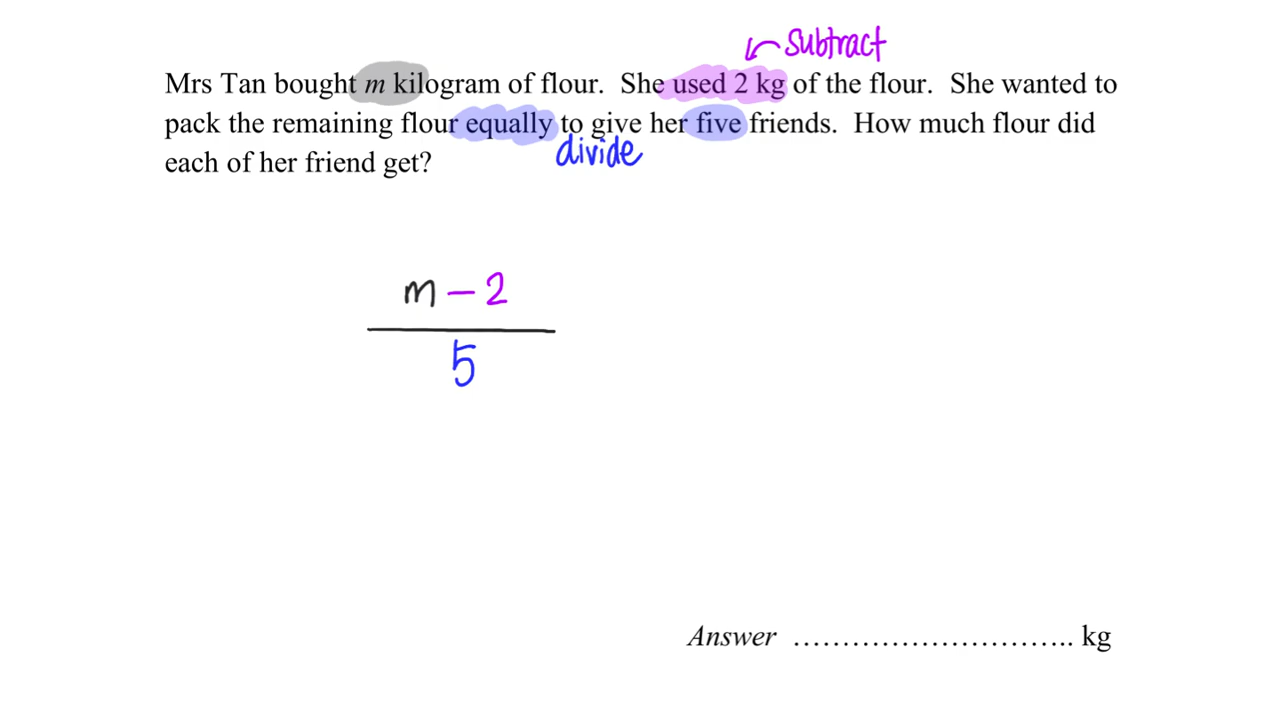 subtract
Mrs Tan bought m kilogram of flour. She used 2 kg of the flour. She wanted to
pack the remaining flour equally to give her five friends. How much flour did
divide
each of her friend get?
m - 2
5
Answer ………………………….. kg